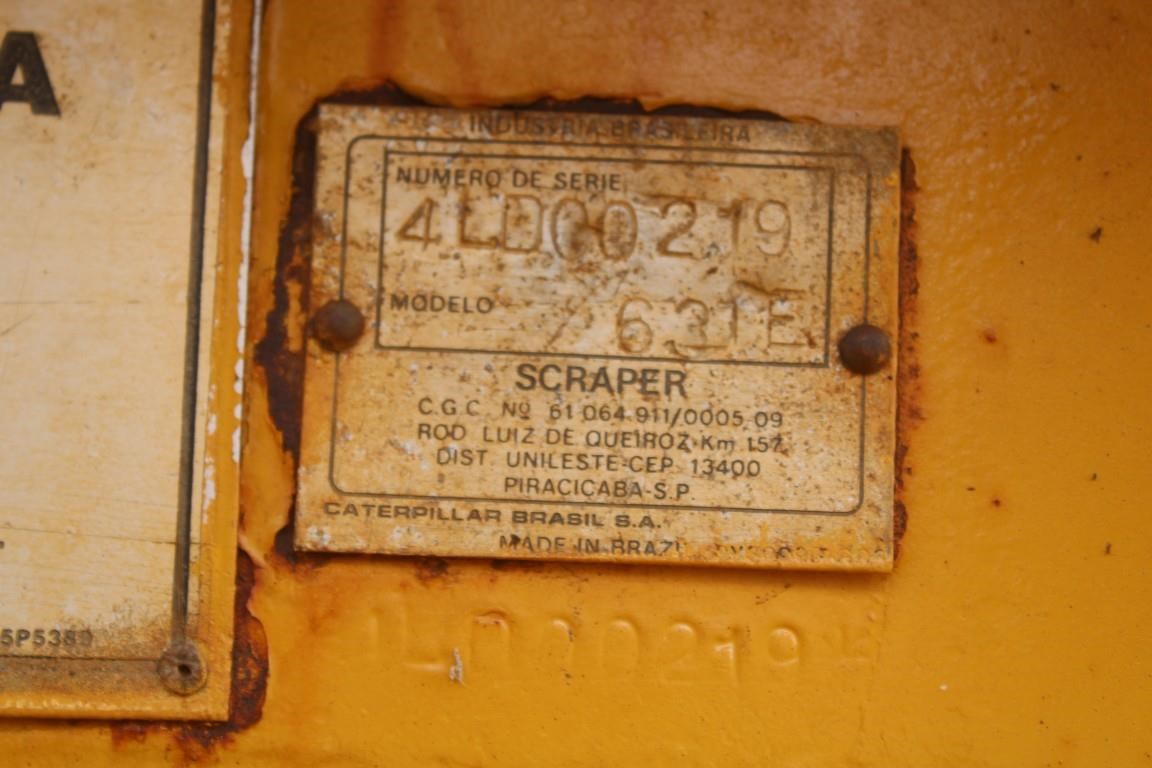 A
INDUSTRIA BRASILEIRA
NUMERO DE SERIE
4LD00219
MODELO
631E
SCRAPER
C.G.C. Nº 61.064.911/0005.09
ROD LUIZ DE QUEIROZ-Km 157
DIST. UNILESTE-CEP 13400
PIRACIÇABA-S.P.
CATERPILLAR BRASIL S.A.
MADE IN BRAZIL
5P5389
4LD00219*